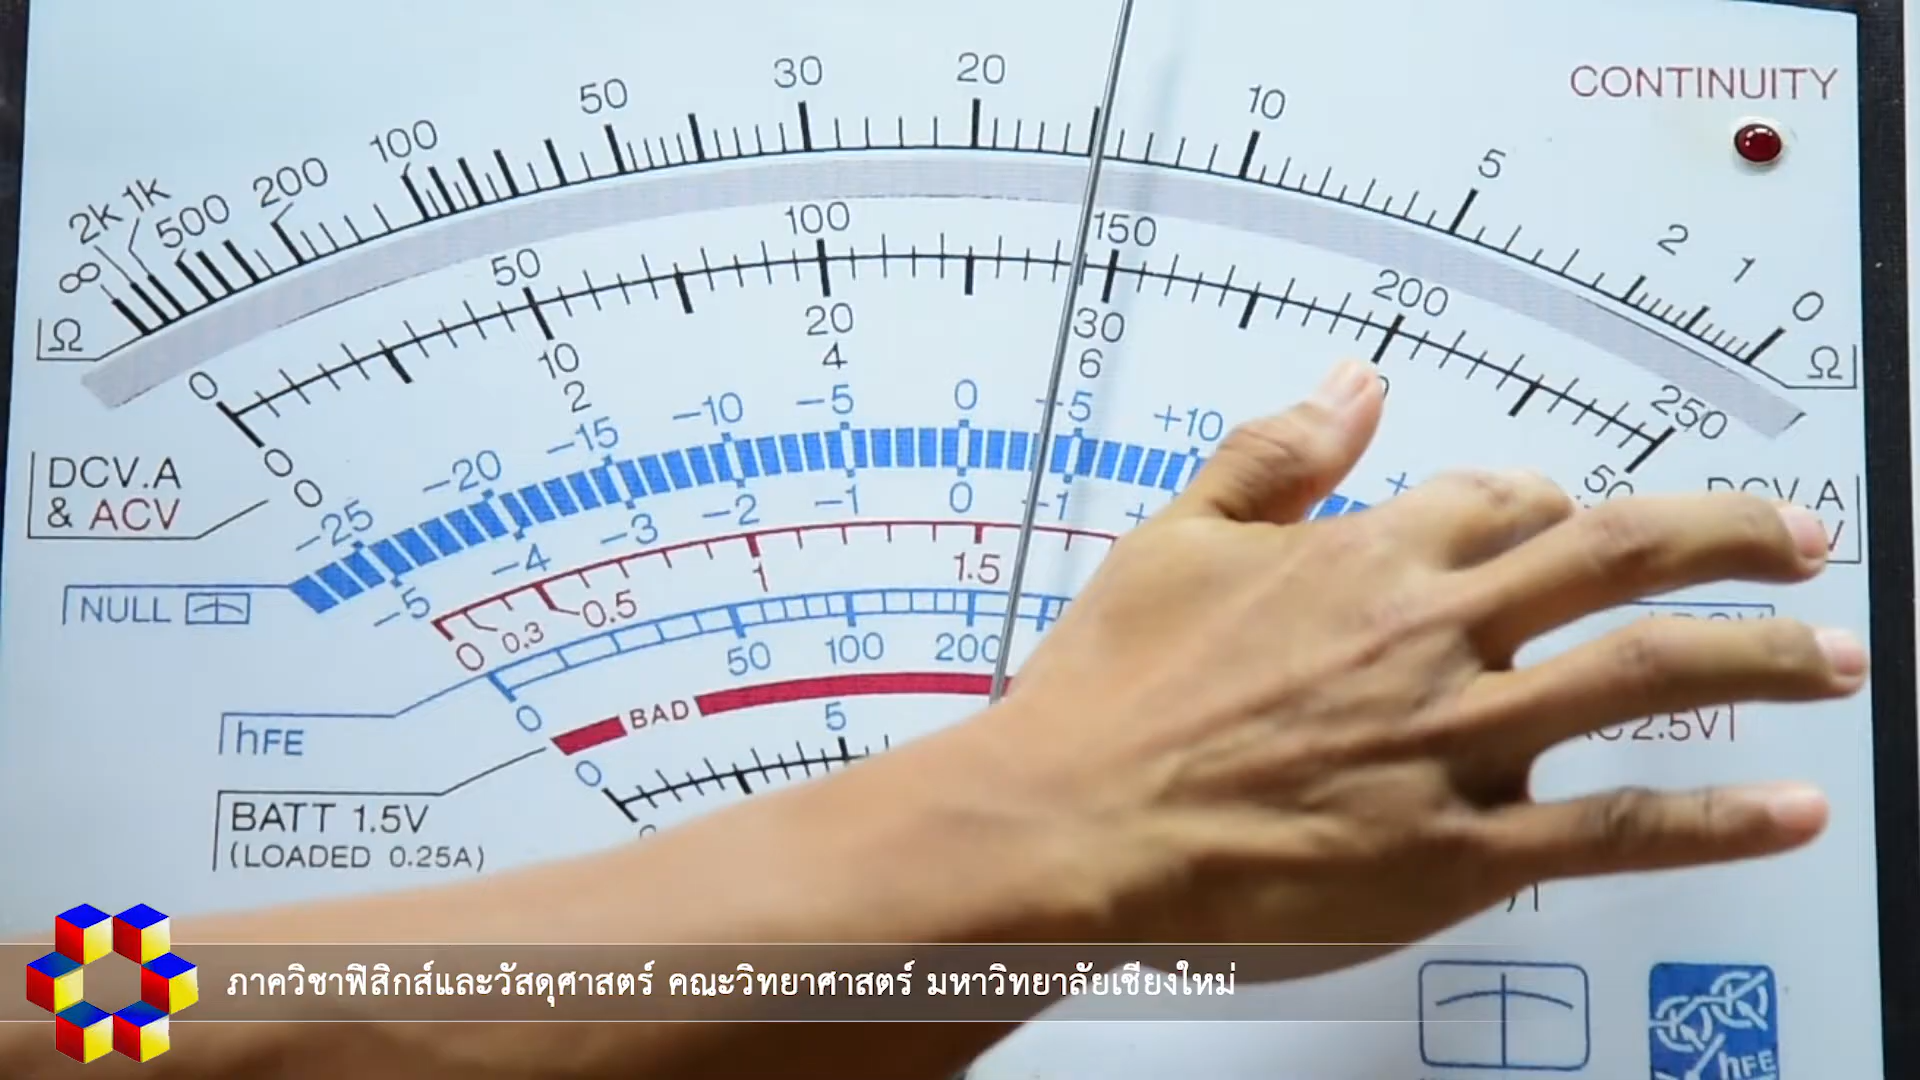 CONTINUITY
∞ 2k 1k 500 200 100 50 30 20 10 5 2 1 0
Ω Ω
0 50 100 150 200 250
0 10 20 30
0 2 4 6
DCV.A
& ACV
-25 -20 -15 -10 -5 0 +5 +10
-5 -4 -3 -2 -1 0 +1
NULL
0 0.3 0.5 1 1.5
0 50 100 200
hFE
BAD
0 5
BATT 1.5V
(LOADED 0.25A)
hFE
ภาควิชาฟิสิกส์และวัสดุศาสตร์ คณะวิทยาศาสตร์ มหาวิทยาลัยเชียงใหม่